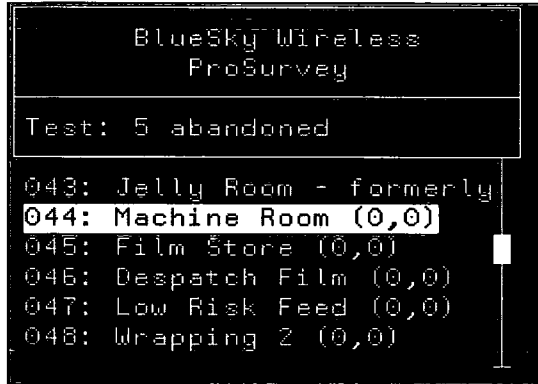 BlueSky Wireless
ProSurvey
Test: 5 abandoned
043: Jelly Room - formerly
044: Machine Room (0,0)
045: Film Store (0,0)
046: Despatch Film (0,0)
047: Low Risk Feed (0,0)
048: Wrapping 2 (0,0)